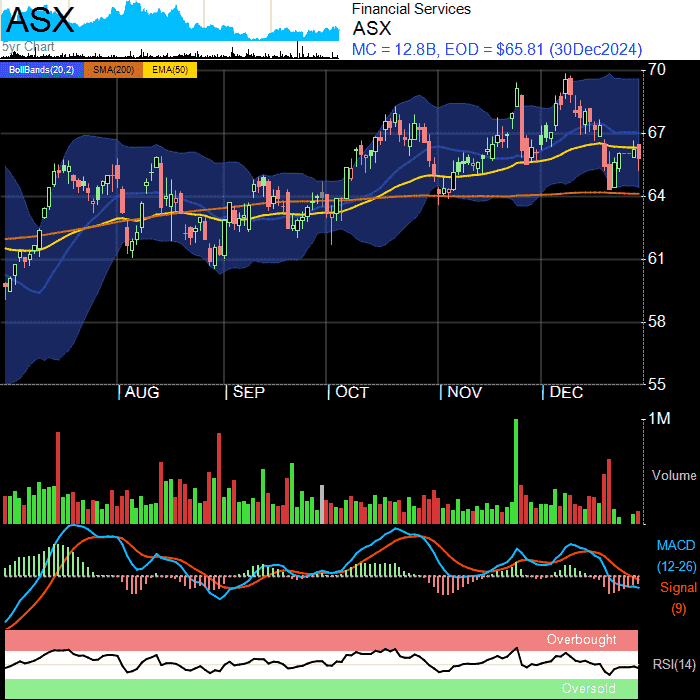 ASX
5yr Chart
Financial Services
ASX
MC = 12.8B, EOD = $65.81 (30Dec2024)
BollBands(20,2) SMA(200) EMA(50)
70
67
64
61
58
55
AUG SEP OCT NOV DEC
1M
Volume
MACD
(12-26)
Signal
(9)
Overbought
RSI(14)
Oversold